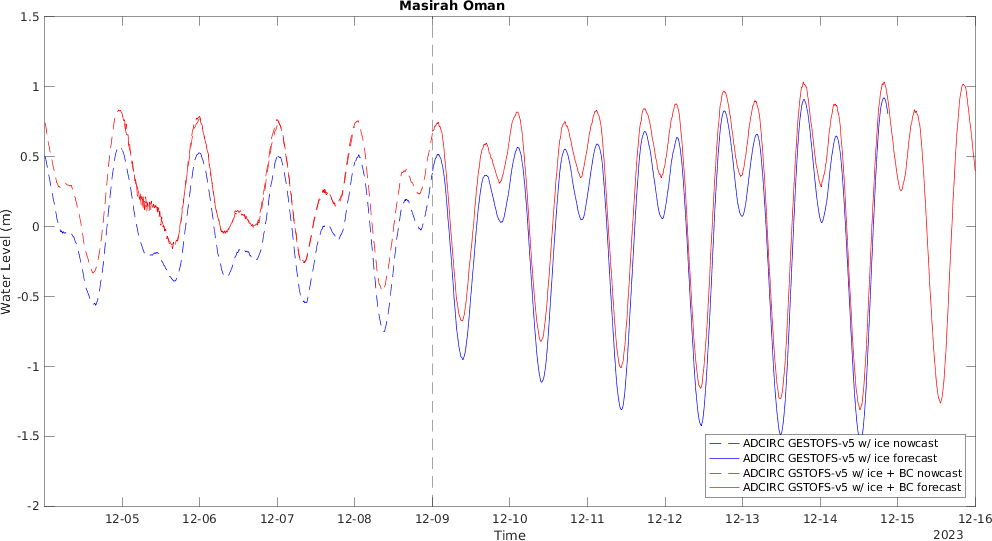 Masirah Oman
1.5
1
0.5
0
-0.5
-1
-1.5
-2
Water Level (m)
12-05 12-06 12-07 12-08 12-09 12-10 12-11 12-12 12-13 12-14 12-15 12-16
Time
2023
ADCIRC GESTOFS-v5 w/ ice nowcast
ADCIRC GESTOFS-v5 w/ ice forecast
ADCIRC GSTOFS-v5 w/ ice + BC nowcast
ADCIRC GSTOFS-v5 w/ ice + BC forecast